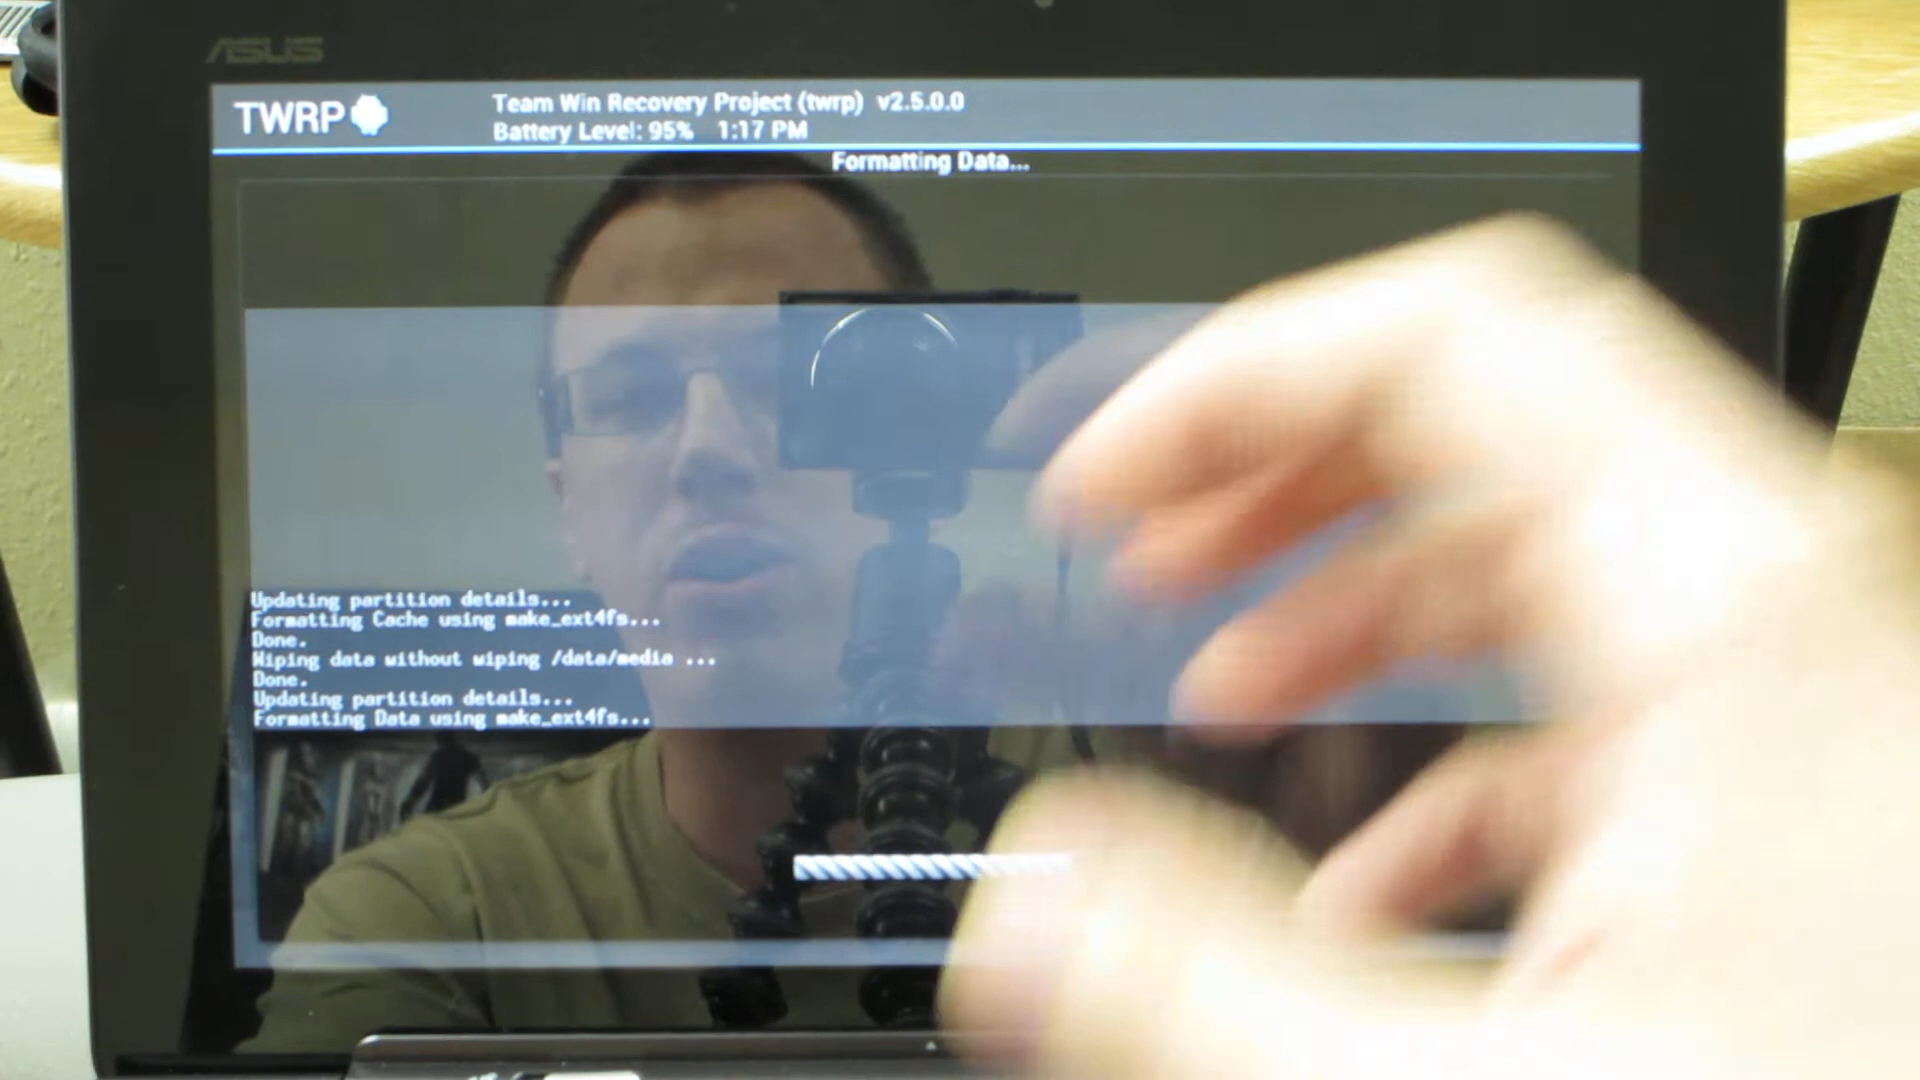 ASUS
TWRP
Team Win Recovery Project (twrp) v2.5.0.0
Battery Level: 95% 1:17 PM
Formatting Data...
Updating partition details...
Formatting Cache using make_ext4fs...
Done.
Wiping data without wiping /data/media ...
Done.
Updating partition details...
Formatting Data using make_ext4fs...